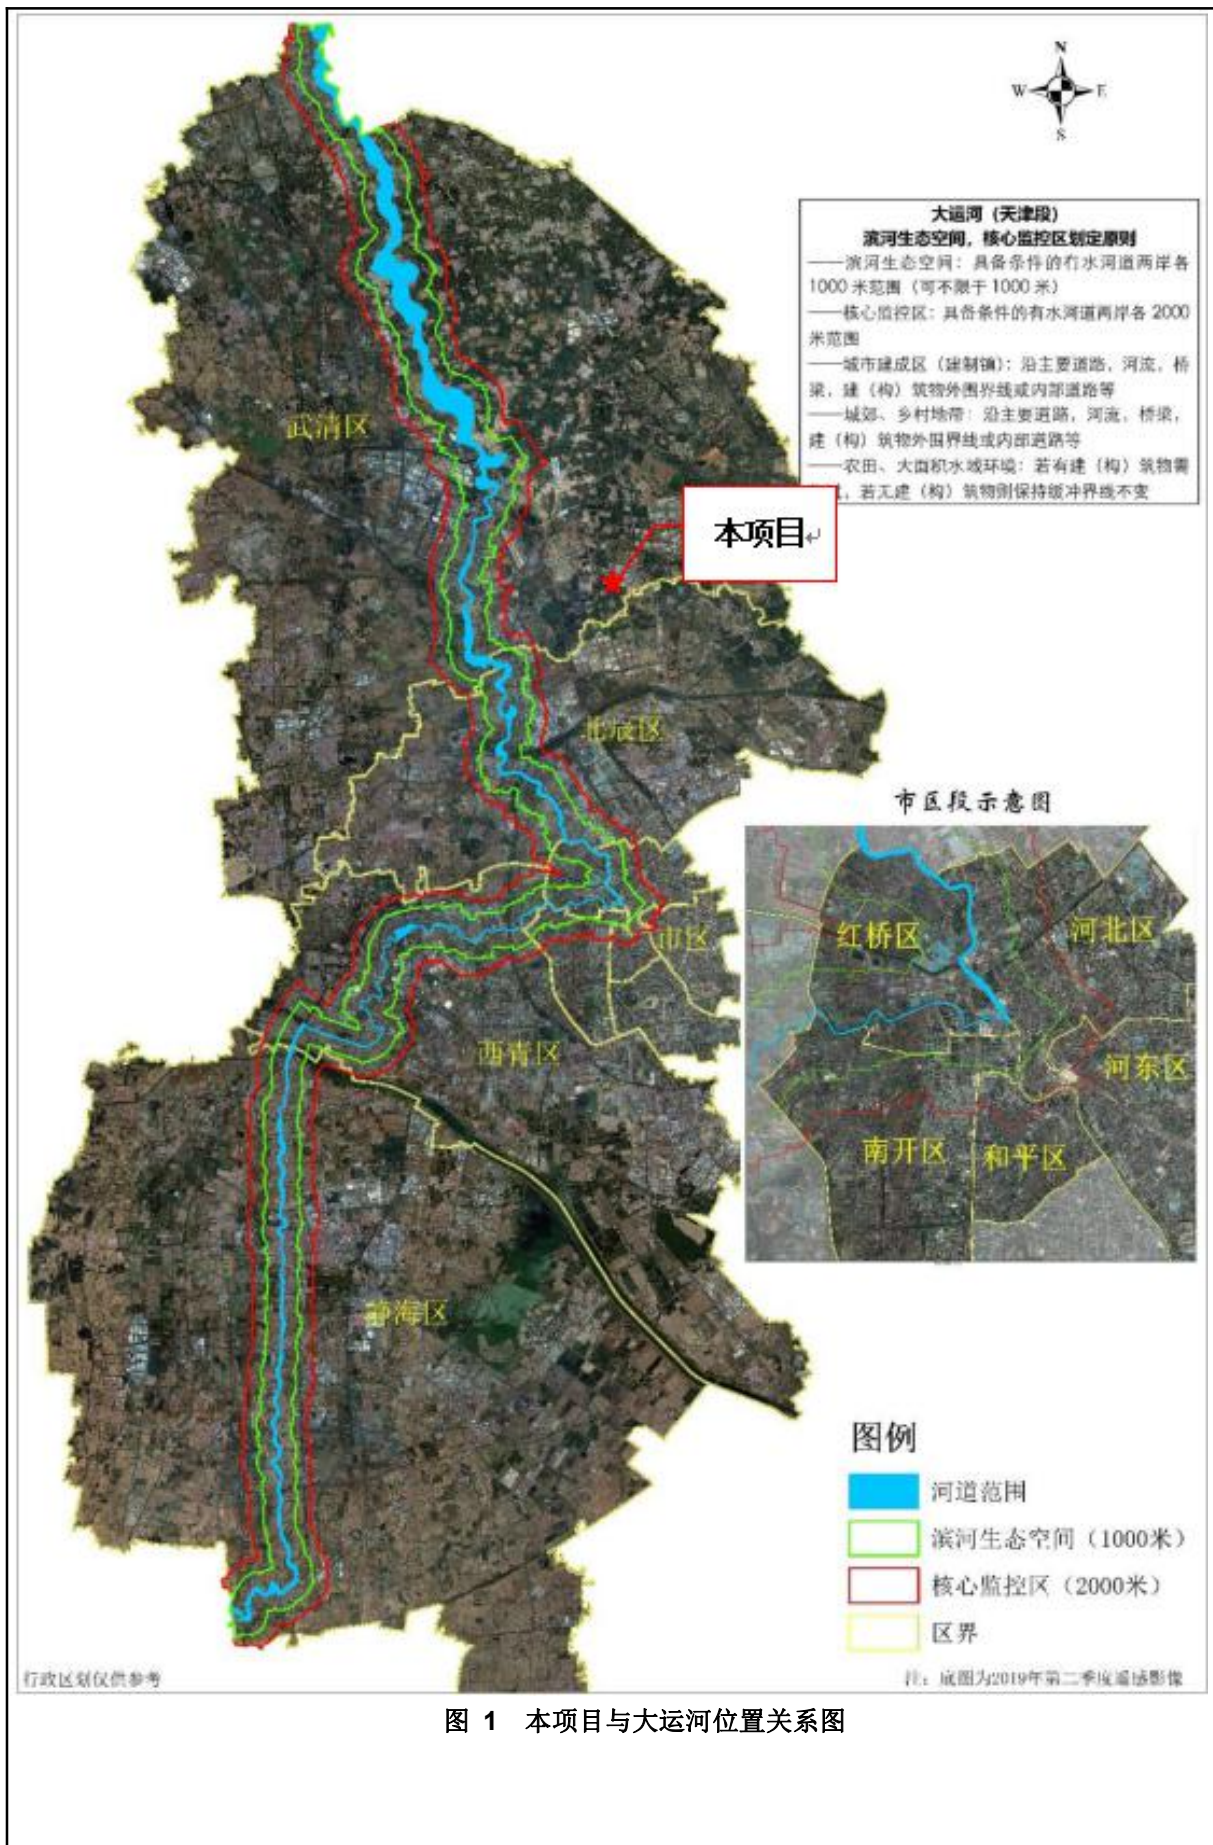 N
W
E
S
大运河（天津段）
滨河生态空间，核心监控区划定原则
——滨河生态空间：具备条件的有水河道两岸各
1000 米范围（可不限于 1000 米）
——核心监控区：具备条件的有水河道两岸各 2000
米范围
——城市建成区（建制镇）：沿主要道路，河流，桥
梁，建（构）筑物外围界线或内部道路等
——城郊、乡村地带：沿主要道路，河流，桥梁，
建（构）筑物外围界线或内部道路等
——农田、大面积水域环境：若有建（构）筑物需
，若无建（构）筑物则保持缓冲界线不变
武清区
本项目
北辰区
市区段示意图
红桥区
河北区
市区
西青区
河东区
南开区
和平区
静海区
图例
河道范围
滨河生态空间（1000米）
核心监控区（2000米）
区界
行政区划仅供参考
注：底图为2019年第二季度遥感影像
图 1 本项目与大运河位置关系图